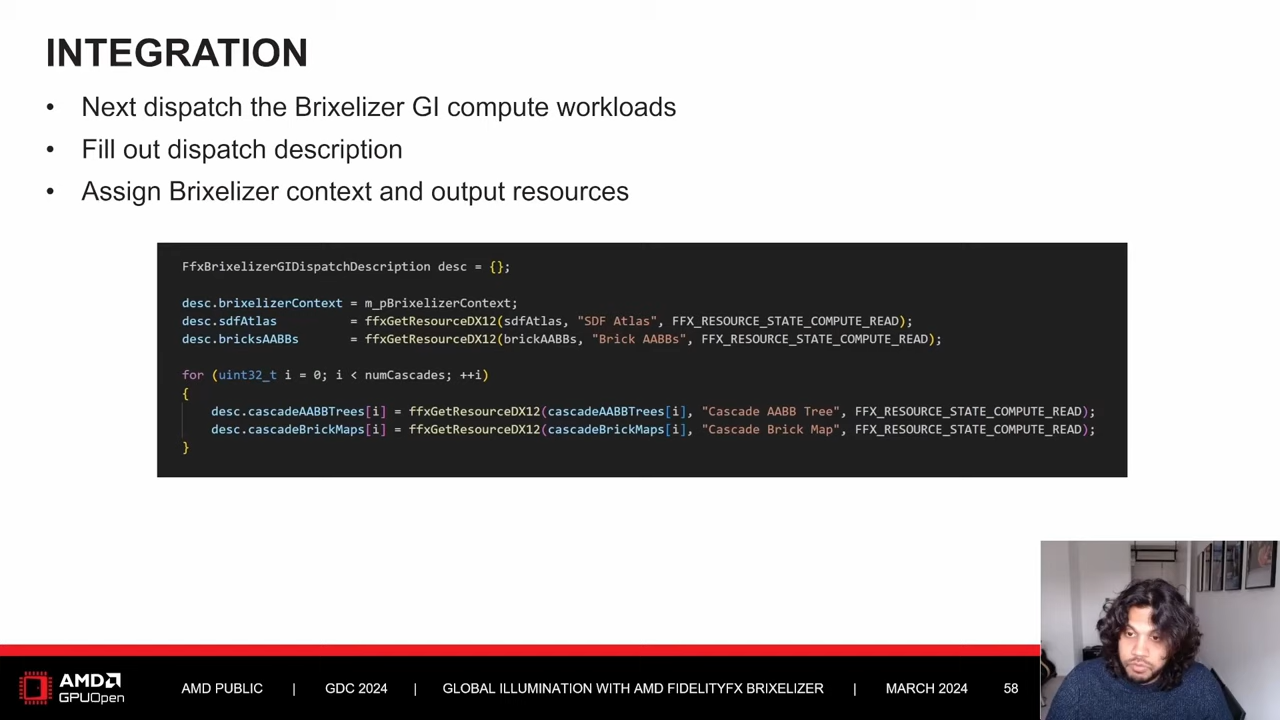 INTEGRATION
• Next dispatch the Brixelizer GI compute workloads
• Fill out dispatch description
• Assign Brixelizer context and output resources
FfxBrixelizerGIDispatchDescription desc = {};
desc.brixelizerContext = m_pBrixelizerContext;
desc.sdfAtlas = ffxGetResourceDX12(sdfAtlas, "SDF Atlas", FFX_RESOURCE_STATE_COMPUTE_READ);
desc.bricksAABBs = ffxGetResourceDX12(brickAABBs, "Brick AABBs", FFX_RESOURCE_STATE_COMPUTE_READ);
for (uint32_t i = 0; i < numCascades; ++i)
{
desc.cascadeAABBTrees[i] = ffxGetResourceDX12(cascadeAABBTrees[i], "Cascade AABB Tree", FFX_RESOURCE_STATE_COMPUTE_READ);
desc.cascadeBrickMaps[i] = ffxGetResourceDX12(cascadeBrickMaps[i], "Cascade Brick Map", FFX_RESOURCE_STATE_COMPUTE_READ);
}
AMD
GPUOpen
AMD PUBLIC | GDC 2024 | GLOBAL ILLUMINATION WITH AMD FIDELITYFX BRIXELIZER | MARCH 2024 58